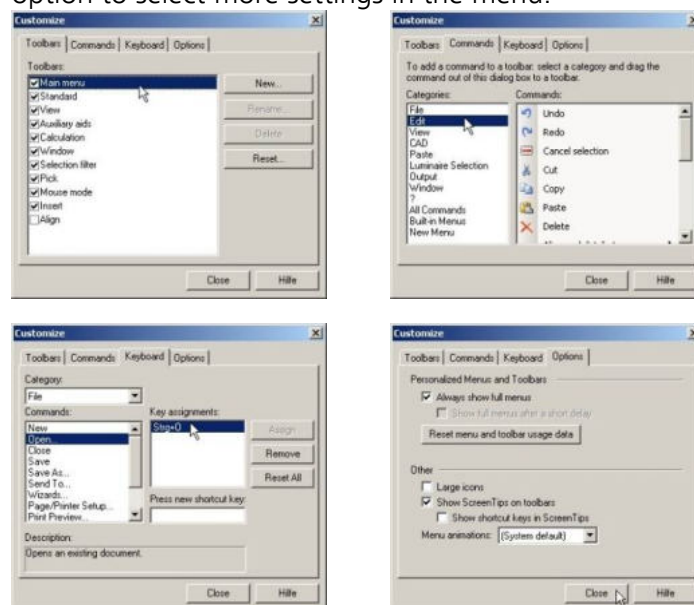 option to select more settings in the menu.
Customize
Toolbars Commands Keyboard Options
Toolbars:
Main menu
Standard
View
Auxiliary aids
Calculation
Window
Selection filter
Pick
Mouse mode
Insert
Align
New...
Rename...
Delete
Reset...
Close Hilfe
Customize
Toolbars Commands Keyboard Options
To add a command to a toolbar: select a category and drag the
command out of this dialog box to a toolbar.
Categories:
File
Edit
View
CAD
Paste
Luminaire Selection
Output
Window
?
All Commands
Built-in Menus
New Menu
Commands:
Undo
Redo
Cancel selection
Cut
Copy
Paste
Delete
Close Hilfe
Customize
Toolbars Commands Keyboard Options
Category:
File
Commands:
New
Open...
Close
Save
Save As...
Send To...
Wizards...
Page/Printer Setup...
Print Preview...
Key assignments:
Strg+O
Press new shortcut key:
Assign
Remove
Reset All
Description:
Opens an existing document.
Close Hilfe
Customize
Toolbars Commands Keyboard Options
Personalized Menus and Toolbars
Always show full menus
Show full menus after a short delay
Reset menu and toolbar usage data
Other
Large icons
Show ScreenTips on toolbars
Show shortcut keys in ScreenTips
Menu animations: (System default)
Close Hilfe